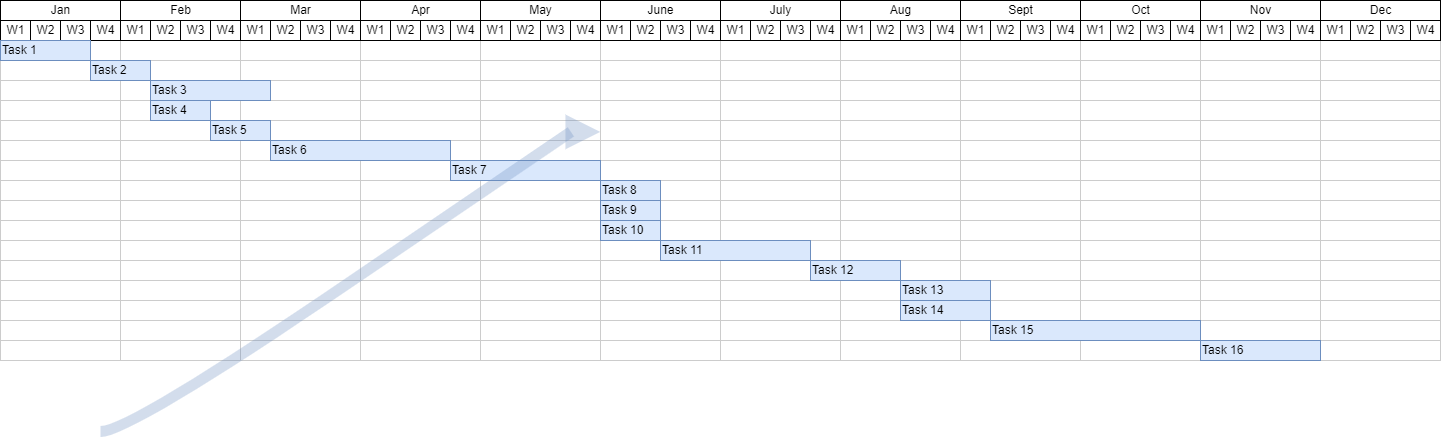 Jan Feb Mar Apr May June July Aug Sept Oct Nov Dec
W1 W2 W3 W4 W1 W2 W3 W4 W1 W2 W3 W4 W1 W2 W3 W4 W1 W2 W3 W4 W1 W2 W3 W4 W1 W2 W3 W4 W1 W2 W3 W4 W1 W2 W3 W4 W1 W2 W3 W4 W1 W2 W3 W4 W1 W2 W3 W4
Task 1
Task 2
Task 3
Task 4
Task 5
Task 6
Task 7
Task 8
Task 9
Task 10
Task 11
Task 12
Task 13
Task 14
Task 15
Task 16